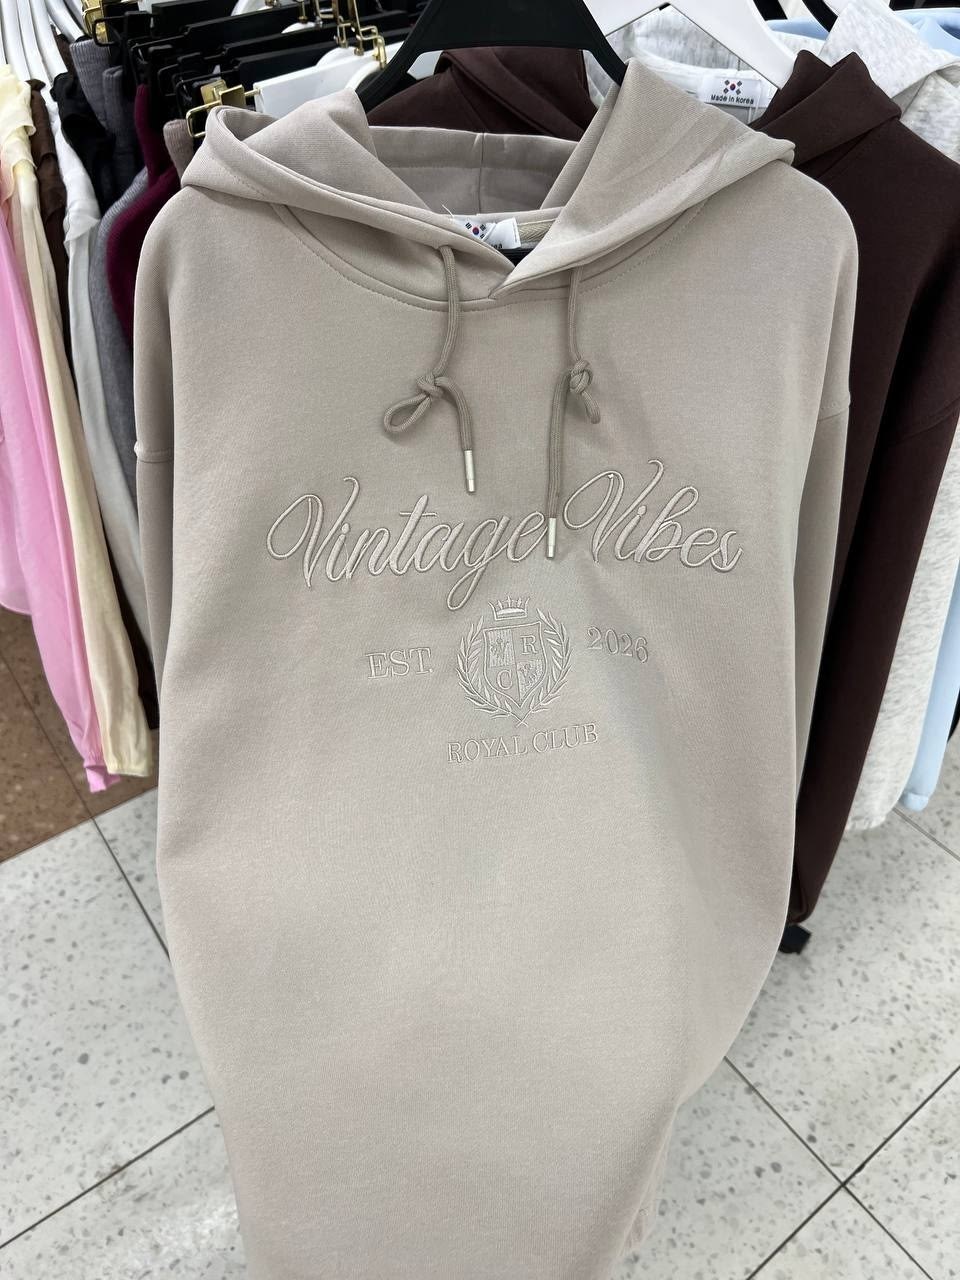 Made in Korea
Vintage Vibes
EST. 2026
R
C
ROYAL CLUB